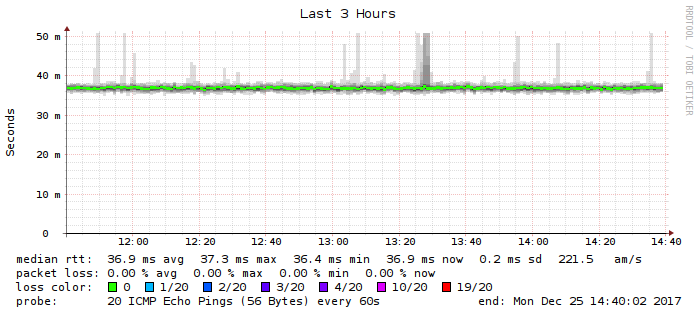 Last 3 Hours
RRDTOOL / TOBI OETIKER
Seconds
50 m
40 m
30 m
20 m
10 m
0
12:00 12:20 12:40 13:00 13:20 13:40 14:00 14:20 14:40
median rtt: 36.9 ms avg 37.3 ms max 36.4 ms min 36.9 ms now 0.2 ms sd 221.5 am/s
packet loss: 0.00 % avg 0.00 % max 0.00 % min 0.00 % now
loss color: 0 1/20 2/20 3/20 4/20 10/20 19/20
probe: 20 ICMP Echo Pings (56 Bytes) every 60s end: Mon Dec 25 14:40:02 2017